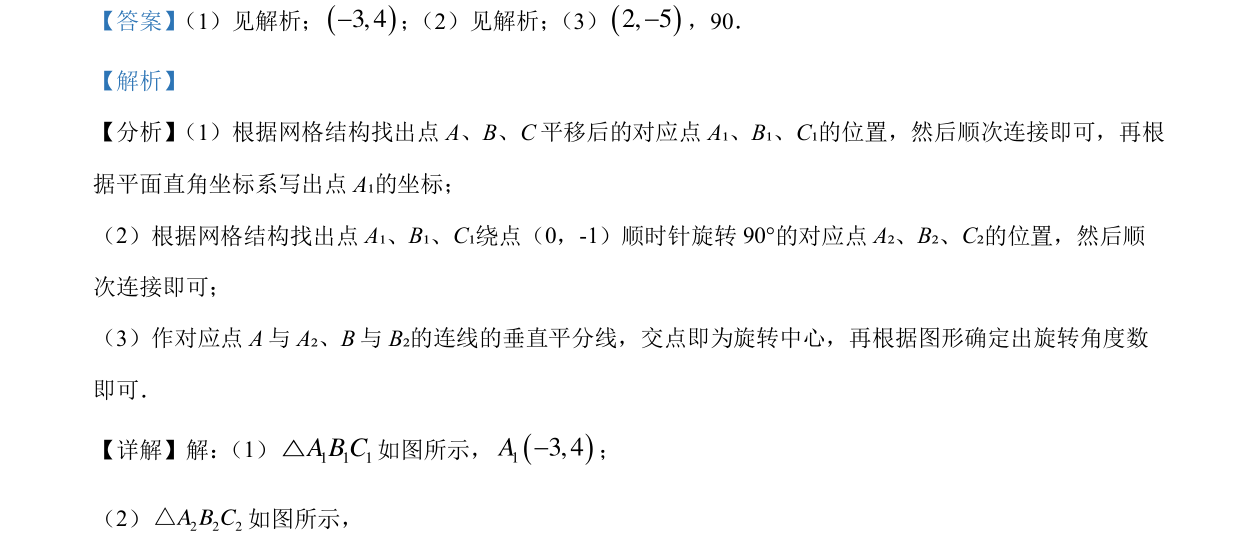 【答案】（1）见解析；(−3,4)；（2）见解析；（3）(2,−5)，90．
【解析】
【分析】（1）根据网格结构找出点 A、B、C 平移后的对应点 A₁、B₁、C₁的位置，然后顺次连接即可，再根
据平面直角坐标系写出点 A₁的坐标；
（2）根据网格结构找出点 A₁、B₁、C₁绕点（0，-1）顺时针旋转 90°的对应点 A₂、B₂、C₂的位置，然后顺
次连接即可；
（3）作对应点 A 与 A₂、B 与 B₂的连线的垂直平分线，交点即为旋转中心，再根据图形确定出旋转角度数
即可．
【详解】解：（1）△A₁B₁C₁ 如图所示， A₁(−3,4)；
（2）△A₂B₂C₂ 如图所示，